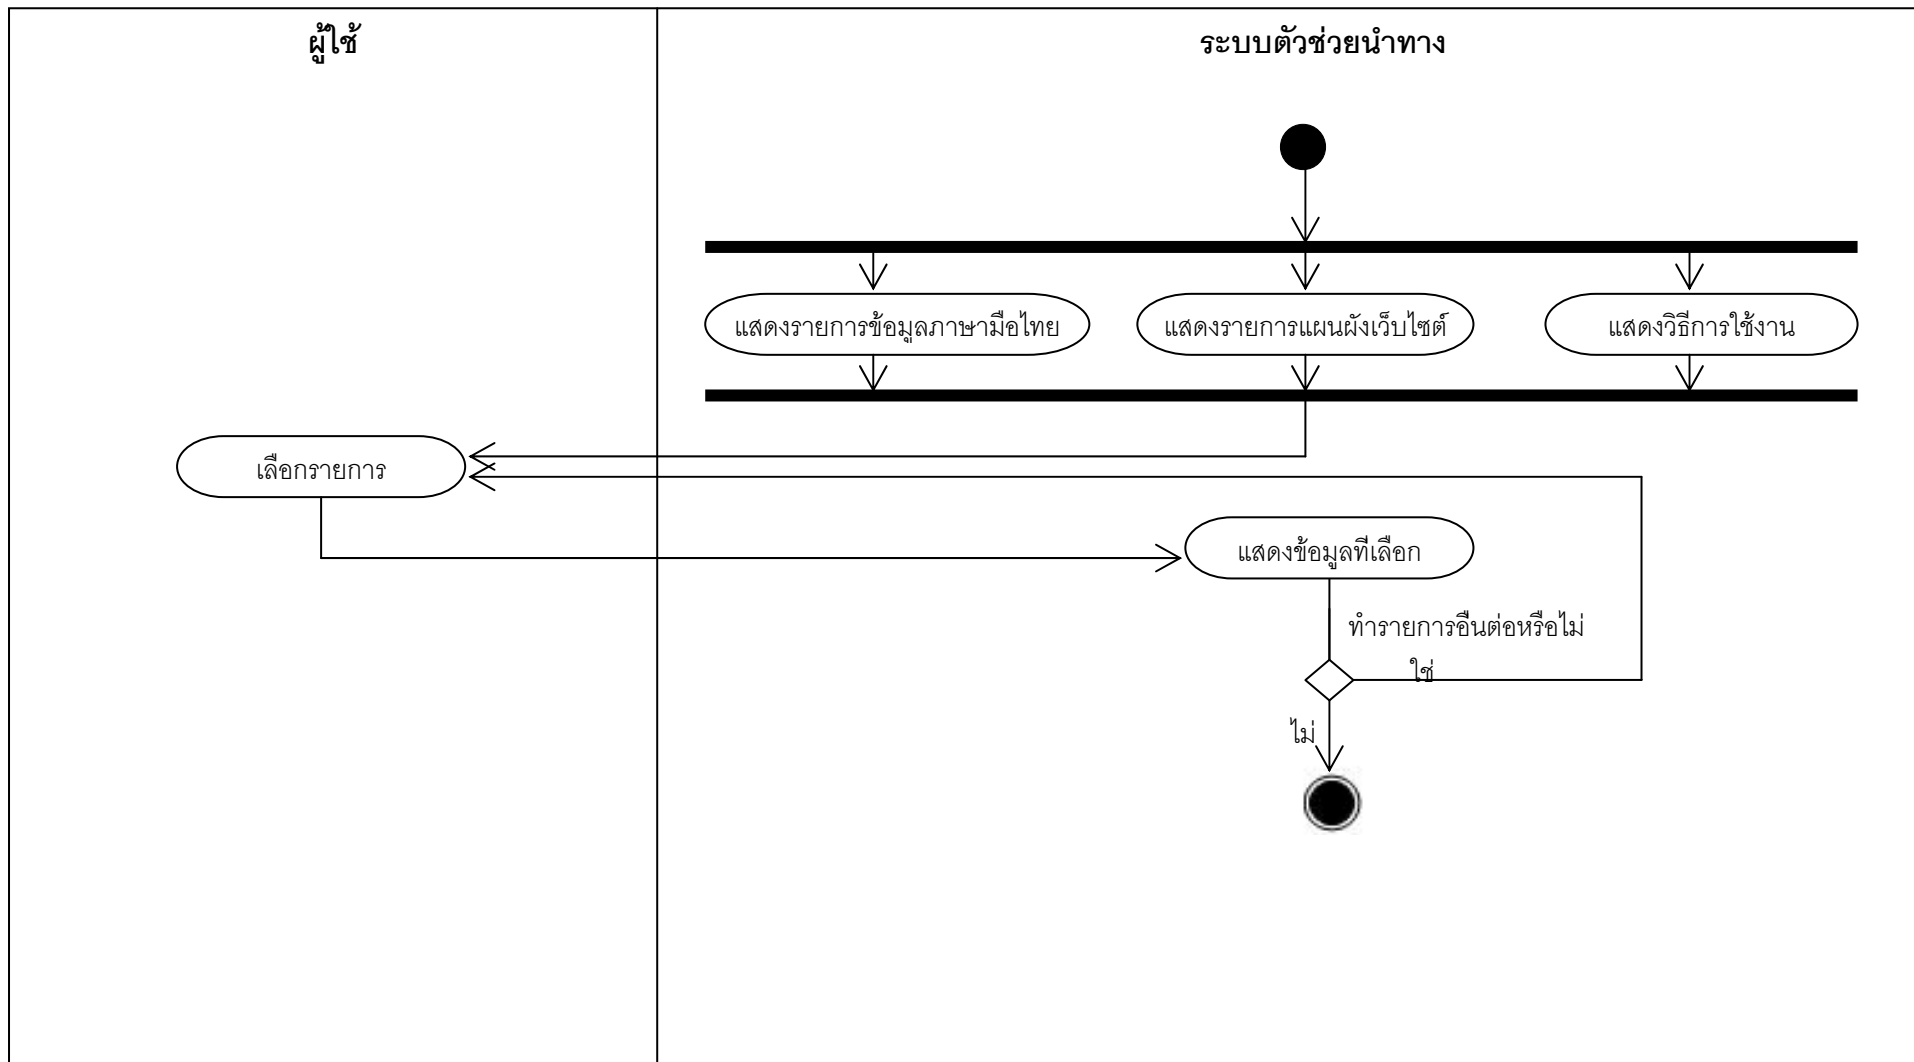 ผู้ใช้
ระบบตัวช่วยนำทาง
แสดงรายการข้อมูลภาษามือไทย
แสดงรายการแผนผังเว็บไซต์
แสดงวิธีการใช้งาน
เลือกรายการ
แสดงข้อมูลที่เลือก
ทำรายการอื่นต่อหรือไม่
ใช่
ไม่